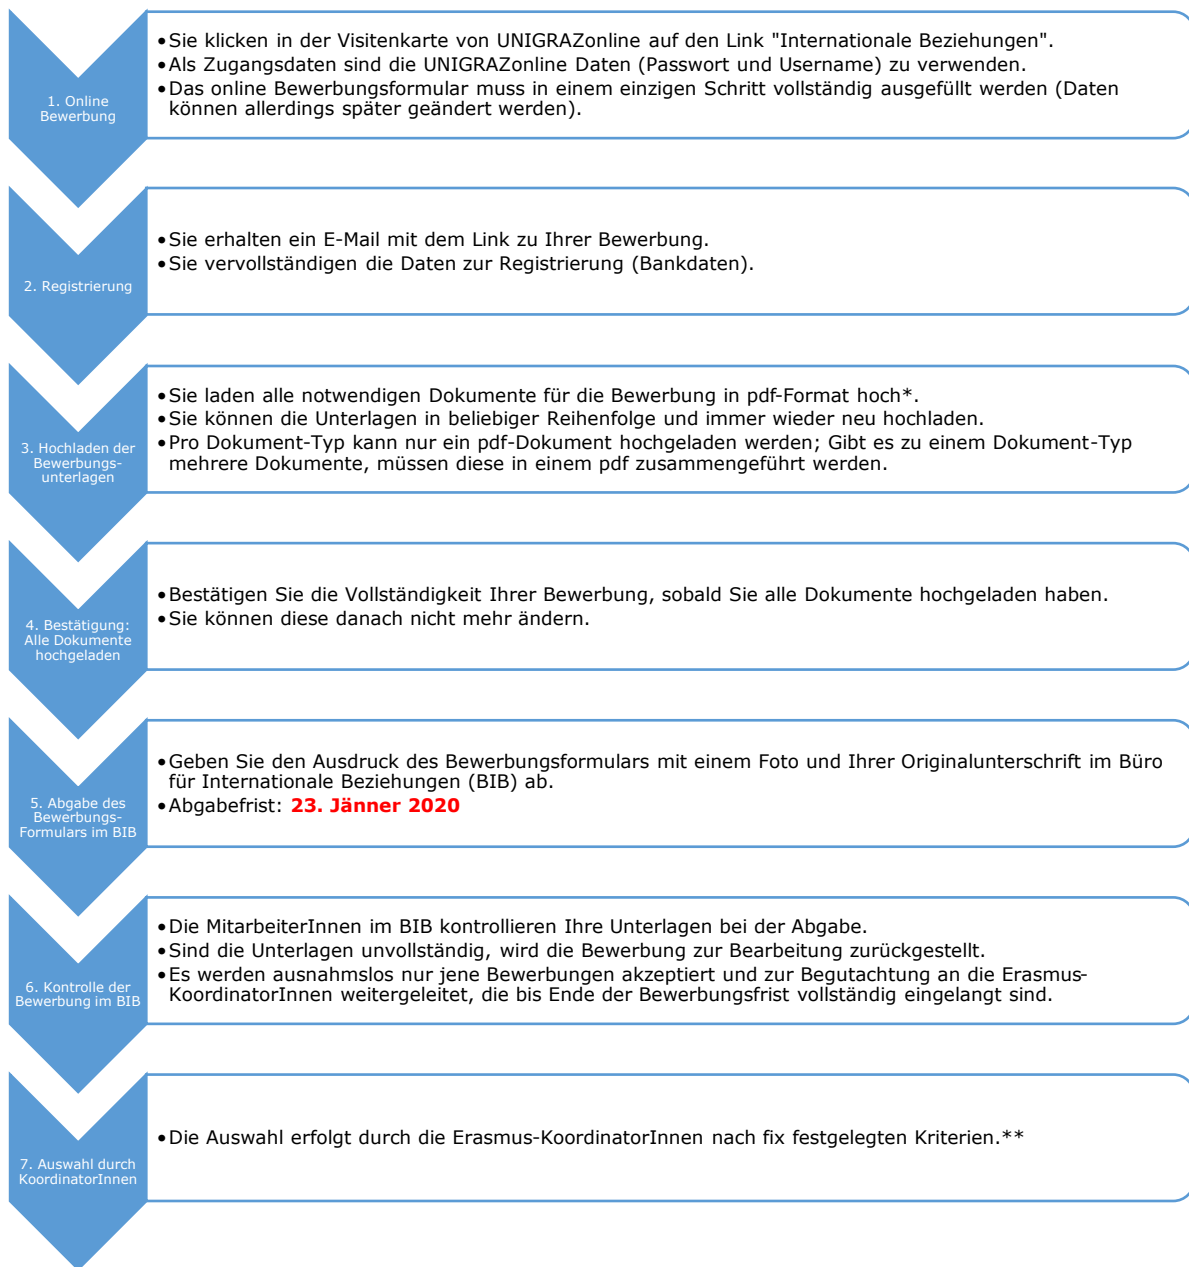 1. Online
Bewerbung
•Sie klicken in der Visitenkarte von UNIGRAZonline auf den Link "Internationale Beziehungen".
•Als Zugangsdaten sind die UNIGRAZonline Daten (Passwort und Username) zu verwenden.
•Das online Bewerbungsformular muss in einem einzigen Schritt vollständig ausgefüllt werden (Daten
können allerdings später geändert werden).
2. Registrierung
•Sie erhalten ein E-Mail mit dem Link zu Ihrer Bewerbung.
•Sie vervollständigen die Daten zur Registrierung (Bankdaten).
3. Hochladen der
Bewerbungs-
unterlagen
•Sie laden alle notwendigen Dokumente für die Bewerbung in pdf-Format hoch*.
•Sie können die Unterlagen in beliebiger Reihenfolge und immer wieder neu hochladen.
•Pro Dokument-Typ kann nur ein pdf-Dokument hochgeladen werden; Gibt es zu einem Dokument-Typ
mehrere Dokumente, müssen diese in einem pdf zusammengeführt werden.
4. Bestätigung:
Alle Dokumente
hochgeladen
•Bestätigen Sie die Vollständigkeit Ihrer Bewerbung, sobald Sie alle Dokumente hochgeladen haben.
•Sie können diese danach nicht mehr ändern.
5. Abgabe des
Bewerbungs-
Formulars im BIB
•Geben Sie den Ausdruck des Bewerbungsformulars mit einem Foto und Ihrer Originalunterschrift im Büro
für Internationale Beziehungen (BIB) ab.
•Abgabefrist: 23. Jänner 2020
6. Kontrolle der
Bewerbung im BIB
•Die MitarbeiterInnen im BIB kontrollieren Ihre Unterlagen bei der Abgabe.
•Sind die Unterlagen unvollständig, wird die Bewerbung zur Bearbeitung zurückgestellt.
•Es werden ausnahmslos nur jene Bewerbungen akzeptiert und zur Begutachtung an die Erasmus-
KoordinatorInnen weitergeleitet, die bis Ende der Bewerbungsfrist vollständig eingelangt sind.
7. Auswahl durch
KoordinatorInnen
•Die Auswahl erfolgt durch die Erasmus-KoordinatorInnen nach fix festgelegten Kriterien.**